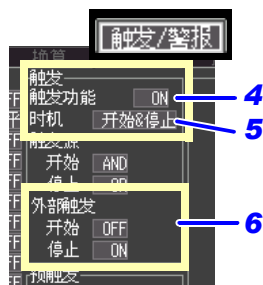 触发/警报
换算
触发
触发功能 ON 4
时机 开始&停止 5
触发源
开始 AND
停止 OR
外部触发 6
开始 OFF
停止 ON
预触发